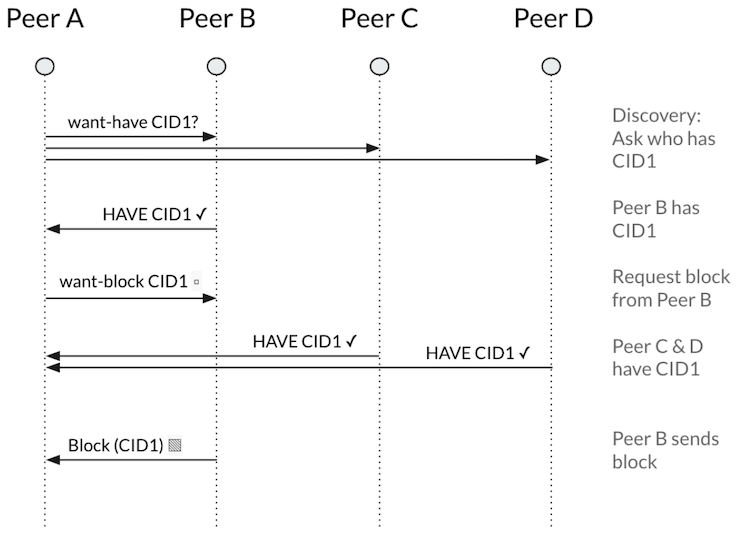 Peer A
Peer B
Peer C
Peer D
want-have CID1?
Discovery:
Ask who has
CID1
HAVE CID1 ✓
Peer B has
CID1
want-block CID1
Request block
from Peer B
HAVE CID1 ✓
HAVE CID1 ✓
Peer C & D
have CID1
Block (CID1)
Peer B sends
block